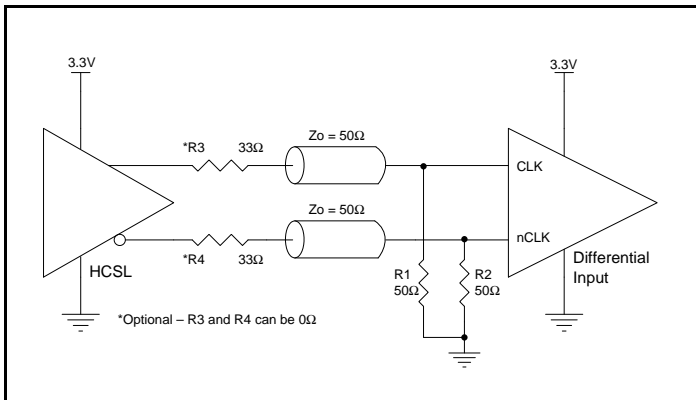 3.3V
3.3V
*R3 33Ω
Zo = 50Ω
CLK
Zo = 50Ω
nCLK
*R4 33Ω
HCSL
R1
50Ω
R2
50Ω
Differential
Input
*Optional – R3 and R4 can be 0Ω